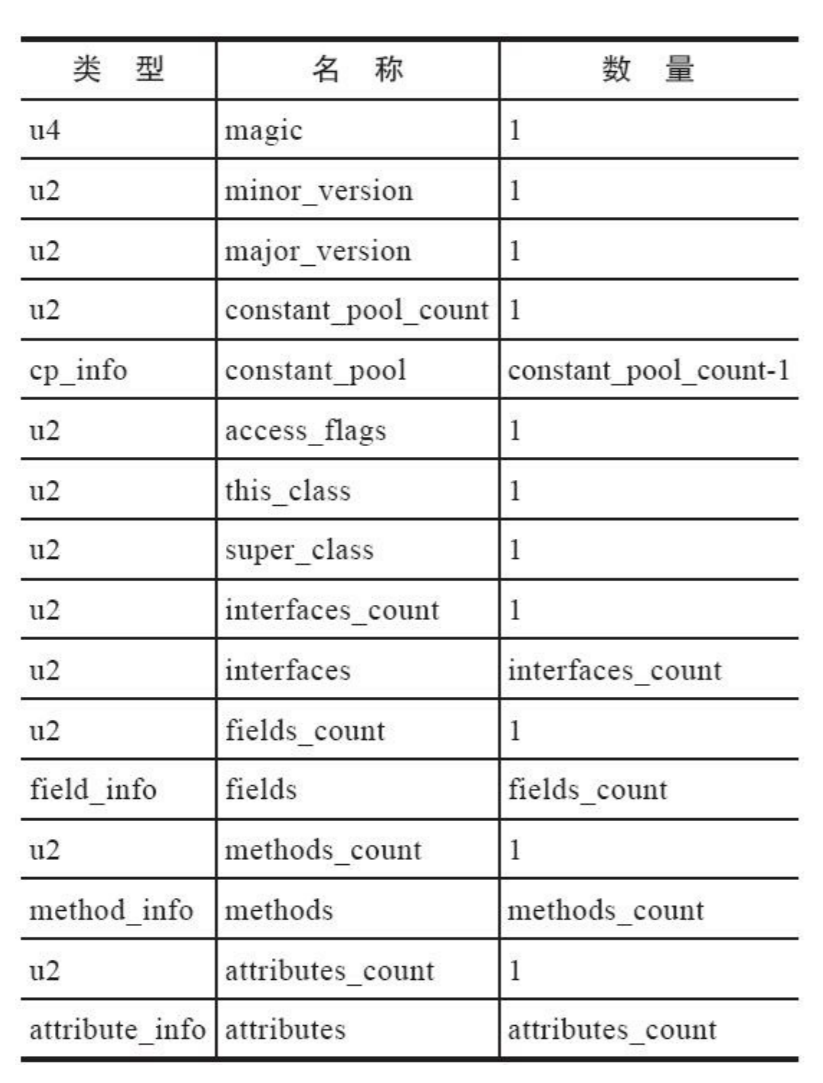 类 型 名 称 数 量
u4 magic 1
u2 minor_version 1
u2 major_version 1
u2 constant_pool_count 1
cp_info constant_pool constant_pool_count-1
u2 access_flags 1
u2 this_class 1
u2 super_class 1
u2 interfaces_count 1
u2 interfaces interfaces_count
u2 fields_count 1
field_info fields fields_count
u2 methods_count 1
method_info methods methods_count
u2 attributes_count 1
attribute_info attributes attributes_count